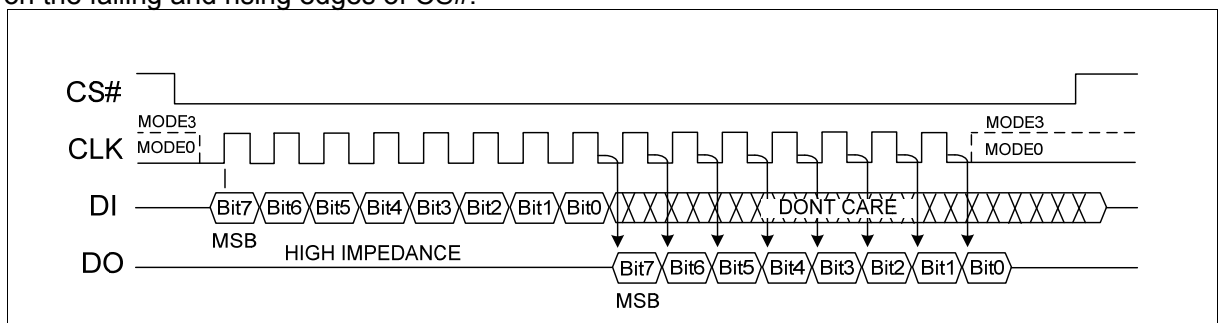 on the falling and rising edges of CS#.
CS#
MODE3 MODE3
CLK MODE0 MODE0
DI Bit7 Bit6 Bit5 Bit4 Bit3 Bit2 Bit1 Bit0 DONT CARE
MSB
DO HIGH IMPEDANCE Bit7 Bit6 Bit5 Bit4 Bit3 Bit2 Bit1 Bit0
MSB